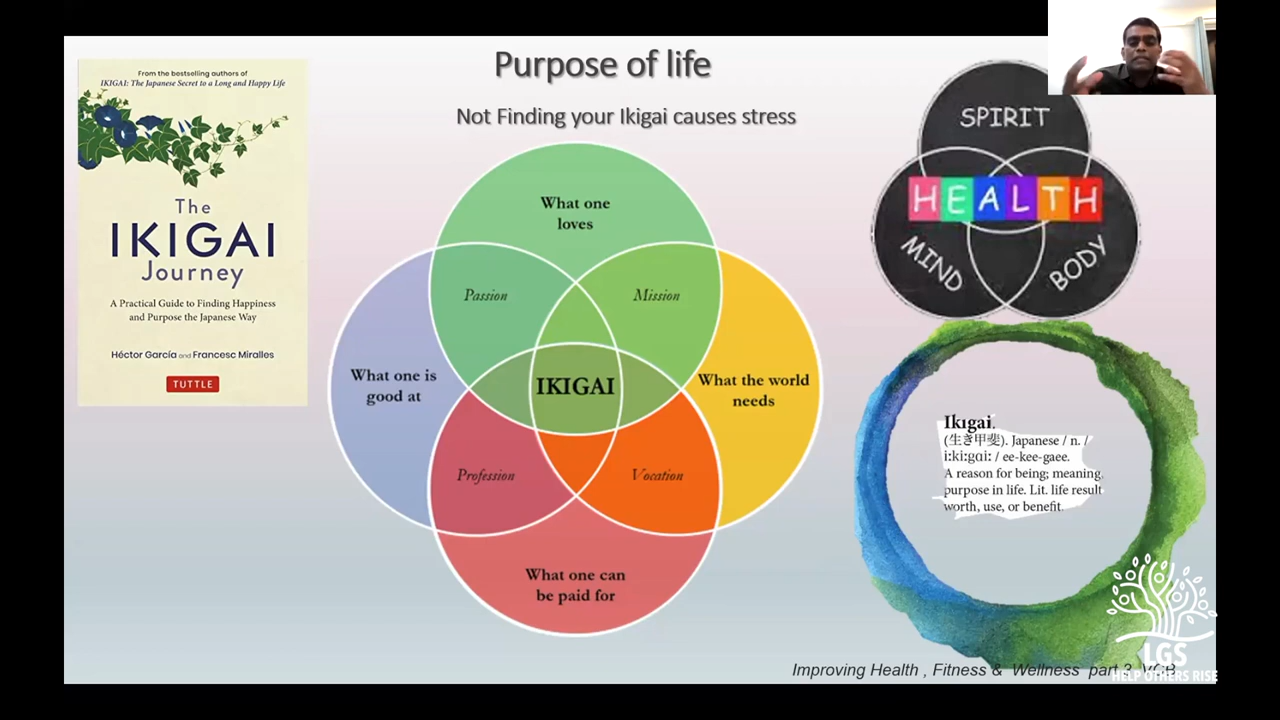 Purpose of life
Not Finding your Ikigai causes stress
From the bestselling authors of
IKIGAI: The Japanese Secret to a Long and Happy Life
The
IKIGAI
Journey
A Practical Guide to Finding Happiness
and Purpose the Japanese Way
Héctor García and Francesc Miralles
TUTTLE
What one
loves
Passion
Mission
What one is
good at
IKIGAI
What the world
needs
Profession
Vocation
What one can
be paid for
SPIRIT
HEALTH
MIND
BODY
Ikıgai.
(生き甲斐). Japanese / n. /
i:ki:gɑi: / ee-kee-gaee.
A reason for being; meaning,
purpose in life. Lit. life result
worth, use, or benefit.
Improving Health , Fitness & Wellness part 3 VGB
LGS
HELP OTHERS RISE